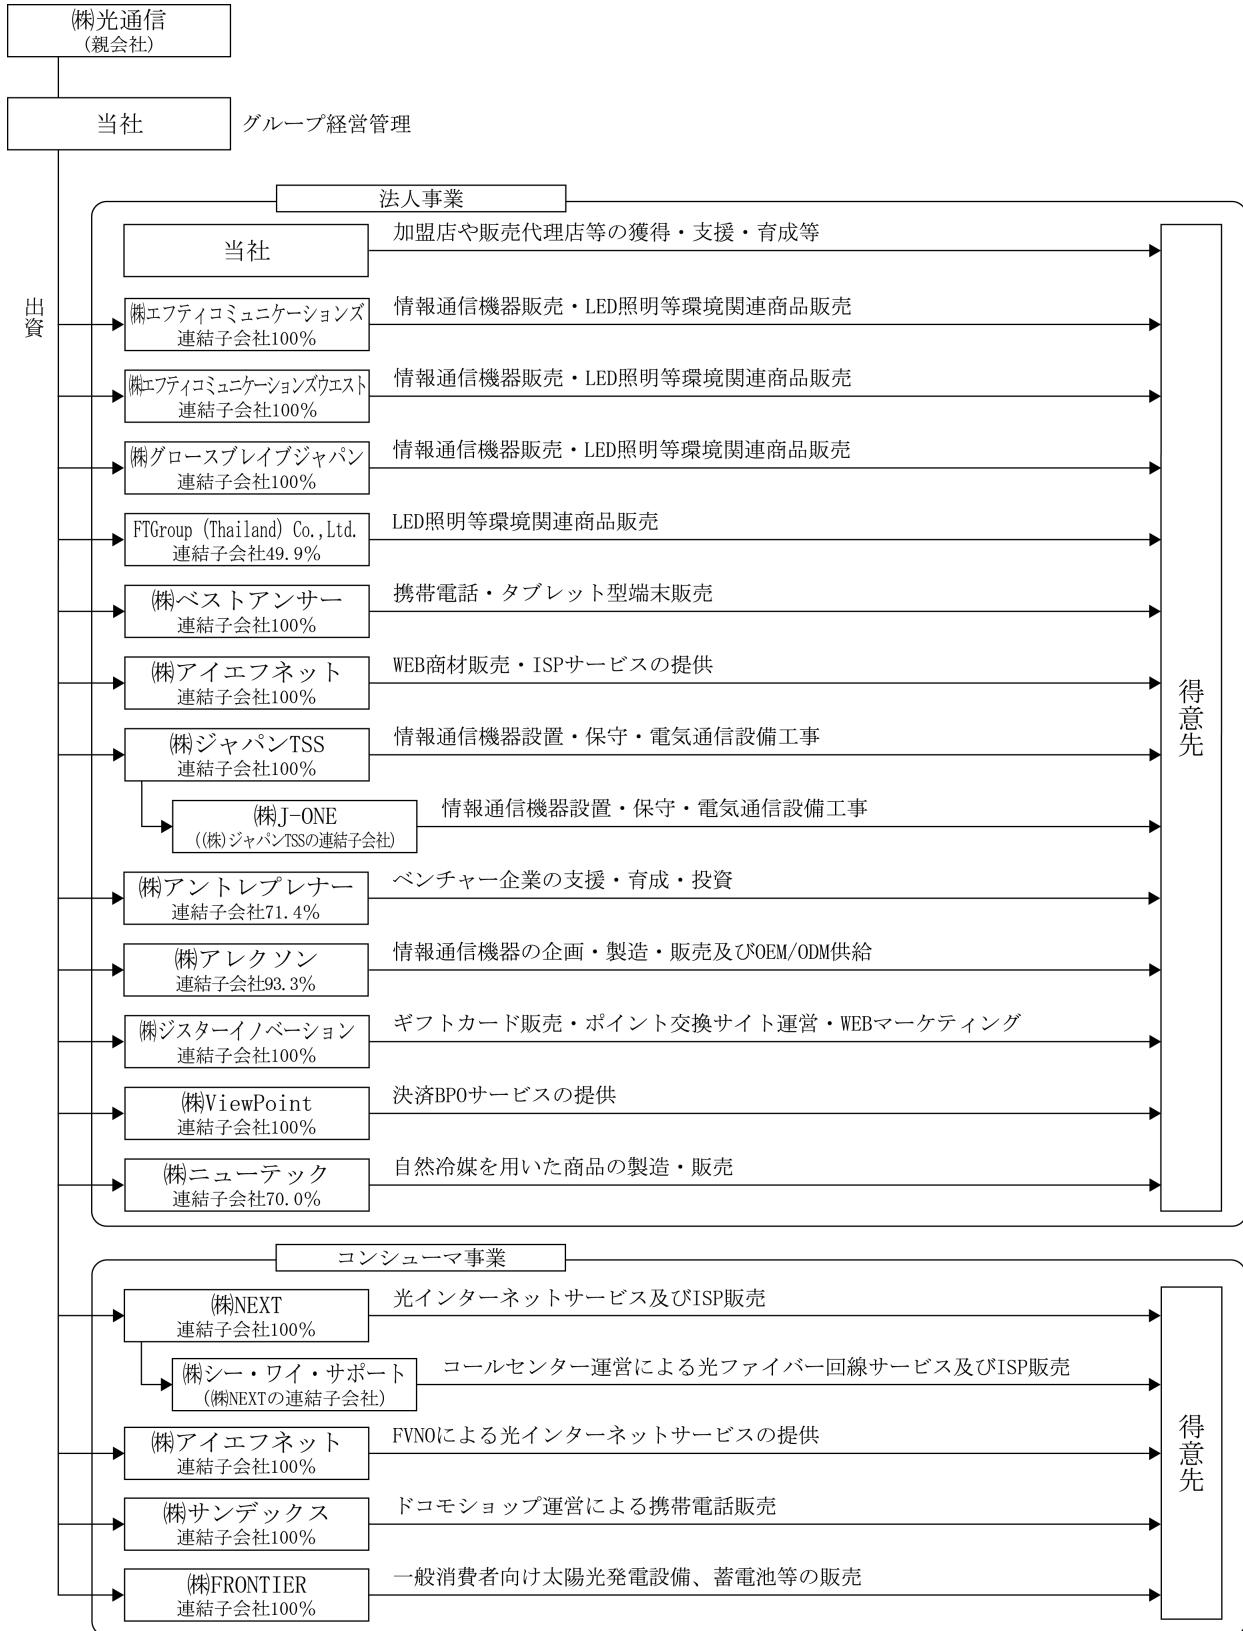 ㈱光通信
(親会社)
当社
グループ経営管理
出資
法人事業
当社
加盟店や販売代理店等の獲得・支援・育成等
㈱エフティコミュニケーションズ
連結子会社100%
情報通信機器販売・LED照明等環境関連商品販売
㈱エフティコミュニケーションズウエスト
連結子会社100%
情報通信機器販売・LED照明等環境関連商品販売
㈱グロースブレイブジャパン
連結子会社100%
情報通信機器販売・LED照明等環境関連商品販売
FTGroup (Thailand) Co.,Ltd.
連結子会社49.9%
LED照明等環境関連商品販売
㈱ベストアンサー
連結子会社100%
携帯電話・タブレット型端末販売
㈱アイエフネット
連結子会社100%
WEB商材販売・ISPサービスの提供
㈱ジャパンTSS
連結子会社100%
情報通信機器設置・保守・電気通信設備工事
㈱J-ONE
((株)ジャパンTSSの連結子会社)
情報通信機器設置・保守・電気通信設備工事
㈱アントレプレナー
連結子会社71.4%
ベンチャー企業の支援・育成・投資
㈱アレクソン
連結子会社93.3%
情報通信機器の企画・製造・販売及びOEM/ODM供給
㈱ジスターイノベーション
連結子会社100%
ギフトカード販売・ポイント交換サイト運営・WEBマーケティング
㈱ViewPoint
連結子会社100%
決済BPOサービスの提供
㈱ニューテック
連結子会社70.0%
自然冷媒を用いた商品の製造・販売
得意先
コンシューマ事業
㈱NEXT
連結子会社100%
光インターネットサービス及びISP販売
㈱シー・ワイ・サポート
(㈱NEXTの連結子会社)
コールセンター運営による光ファイバー回線サービス及びISP販売
㈱アイエフネット
連結子会社100%
FVNOによる光インターネットサービスの提供
㈱サンデックス
連結子会社100%
ドコモショップ運営による携帯電話販売
㈱FRONTIER
連結子会社100%
一般消費者向け太陽光発電設備、蓄電池等の販売
得意先